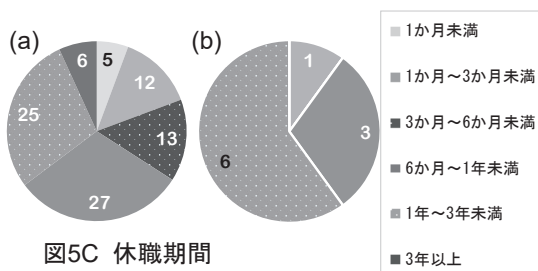 (a)
5
12
13
27
25
6
(b)
1
3
6
図5C 休職期間
1か月未満
1か月～3か月未満
3か月～6か月未満
6か月～1年未満
1年～3年未満
3年以上